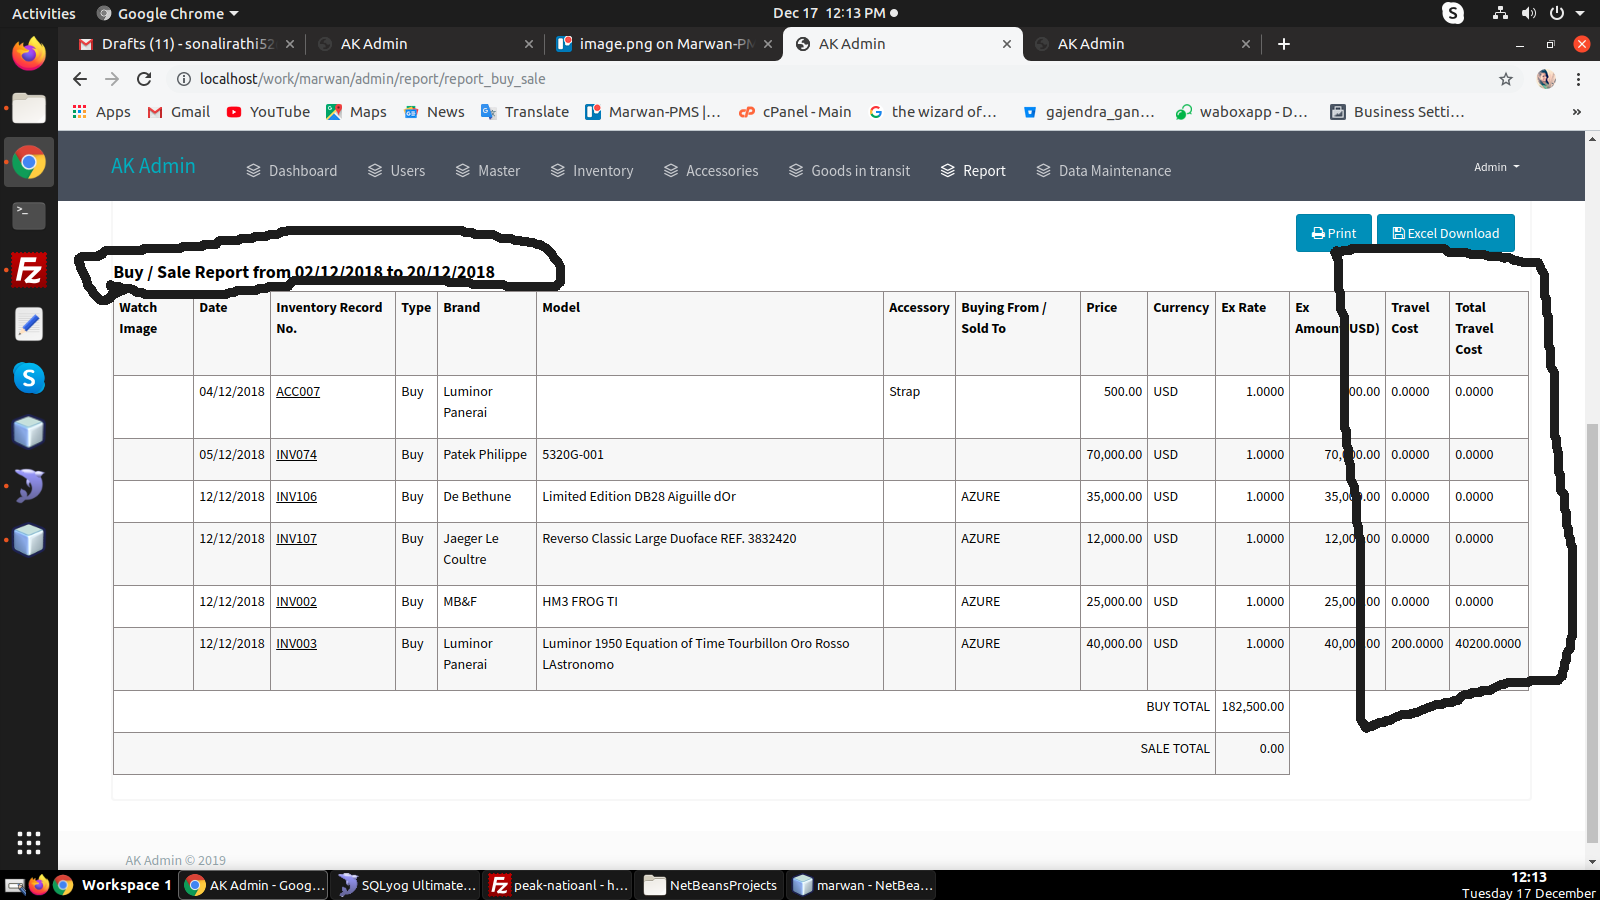 Activities Google Chrome Dec 17 12:13 PM
Drafts (11) - sonalirathi52 AK Admin image.png on Marwan-PM AK Admin AK Admin
localhost/work/marwan/admin/report/report_buy_sale
Apps Gmail YouTube Maps News Translate Marwan-PMS |... cPanel - Main the wizard of... gajendra_gan... waboxapp - D... Business Setti... »
AK Admin Dashboard Users Master Inventory Accessories Goods in transit Report Data Maintenance Admin
Print Excel Download
Buy / Sale Report from 02/12/2018 to 20/12/2018
Watch Image Date Inventory Record No. Type Brand Model Accessory Buying From / Sold To Price Currency Ex Rate Ex Amount(USD) Travel Cost Total Travel Cost
04/12/2018 ACC007 Buy Luminor Panerai Strap 500.00 USD 1.0000 00.00 0.0000 0.0000
05/12/2018 INV074 Buy Patek Philippe 5320G-001 70,000.00 USD 1.0000 70,000.00 0.0000 0.0000
12/12/2018 INV106 Buy De Bethune Limited Edition DB28 Aiguille dOr AZURE 35,000.00 USD 1.0000 35,000.00 0.0000 0.0000
12/12/2018 INV107 Buy Jaeger Le Coultre Reverso Classic Large Duoface REF. 3832420 AZURE 12,000.00 USD 1.0000 12,000.00 0.0000 0.0000
12/12/2018 INV002 Buy MB&F HM3 FROG TI AZURE 25,000.00 USD 1.0000 25,000.00 0.0000 0.0000
12/12/2018 INV003 Buy Luminor Panerai Luminor 1950 Equation of Time Tourbillon Oro Rosso LAstronomo AZURE 40,000.00 USD 1.0000 40,000.00 200.0000 40200.0000
BUY TOTAL 182,500.00
SALE TOTAL 0.00
AK Admin © 2019
Workspace 1 AK Admin - Goog... SQLyog Ultimate... peak-natioanl - h... NetBeansProjects marwan - NetBea... 12:13
Tuesday 17 December